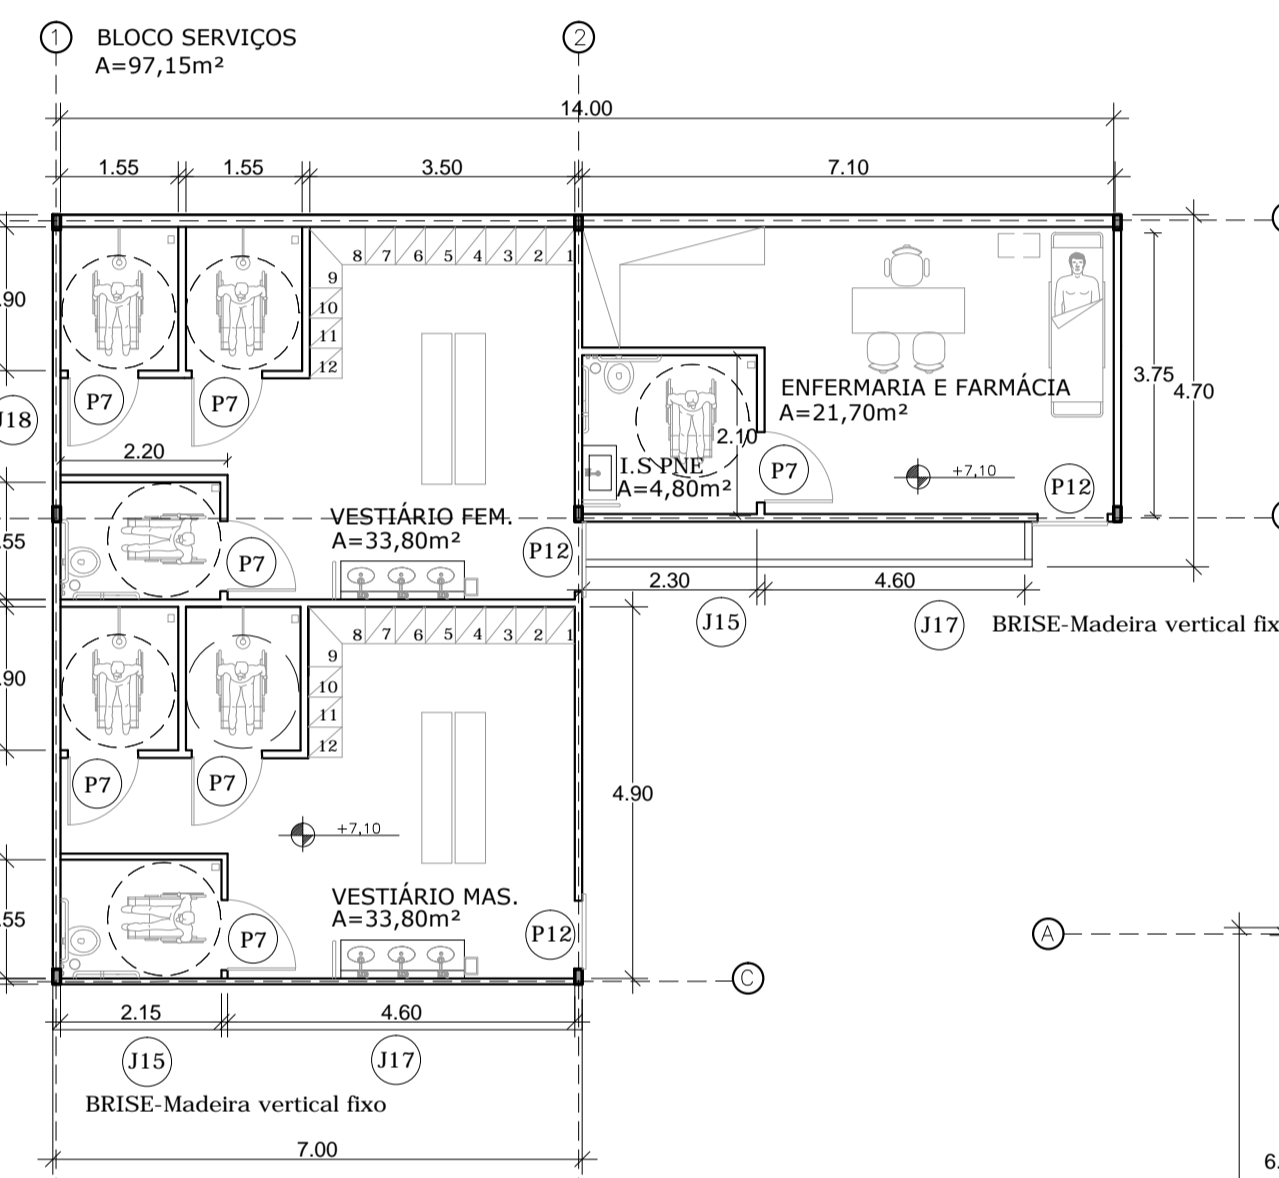 1 BLOCO SERVIÇOS 2
A=97,15m²
14.00
1.55 1.55 3.50 7.10
8 7 6 5 4 3 2 1
9
10
11
12
.90
P7 P7
J18
2.20
3.75
4.70
ENFERMARIA E FARMÁCIA
A=21,70m²
2.10
I.S PNE
A=4,80m²
P7
+7,10
P12
VESTIÁRIO FEM.
A=33,80m²
.55
P7
P12
2.30 4.60
J15 J17 BRISE-Madeira vertical fix
8 7 6 5 4 3 2 1
9
10
11
12
.90
P7 P7
4.90
+7,10
VESTIÁRIO MAS.
A=33,80m²
.55
P7
P12
A
C
2.15 4.60
J15 J17
BRISE-Madeira vertical fixo
7.00
6.